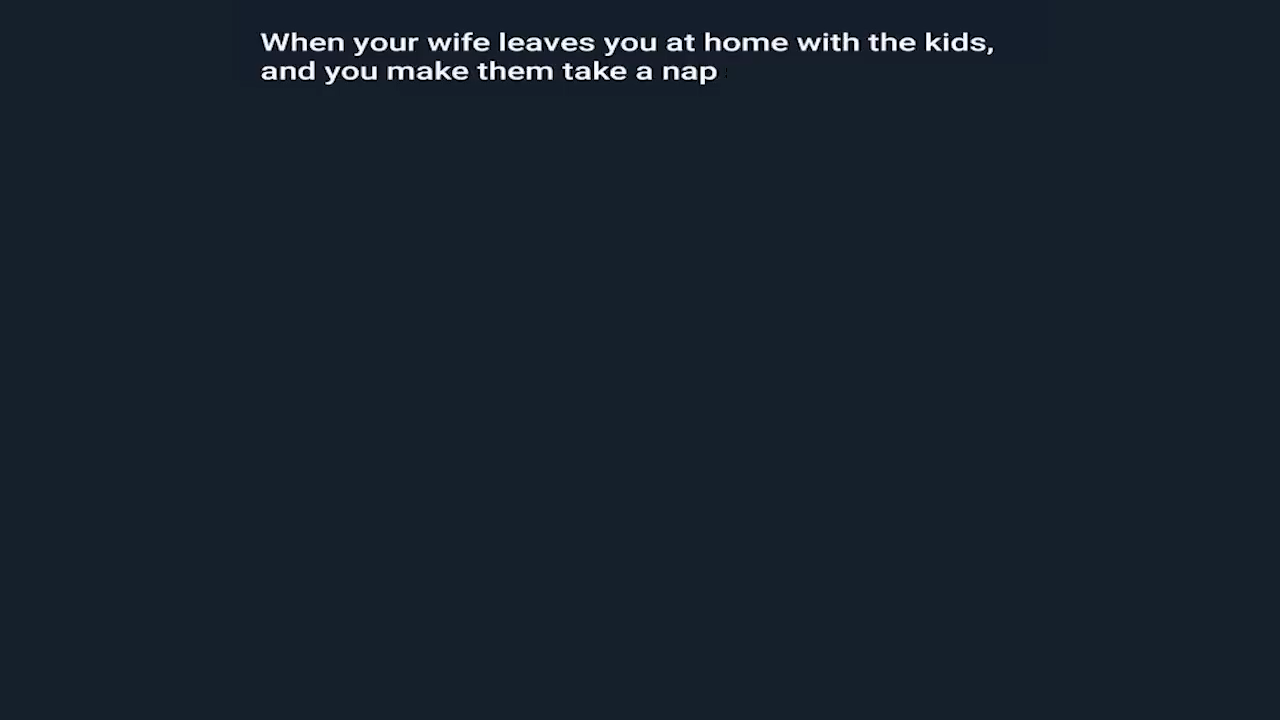 When your wife leaves you at home with the kids,
and you make them take a nap